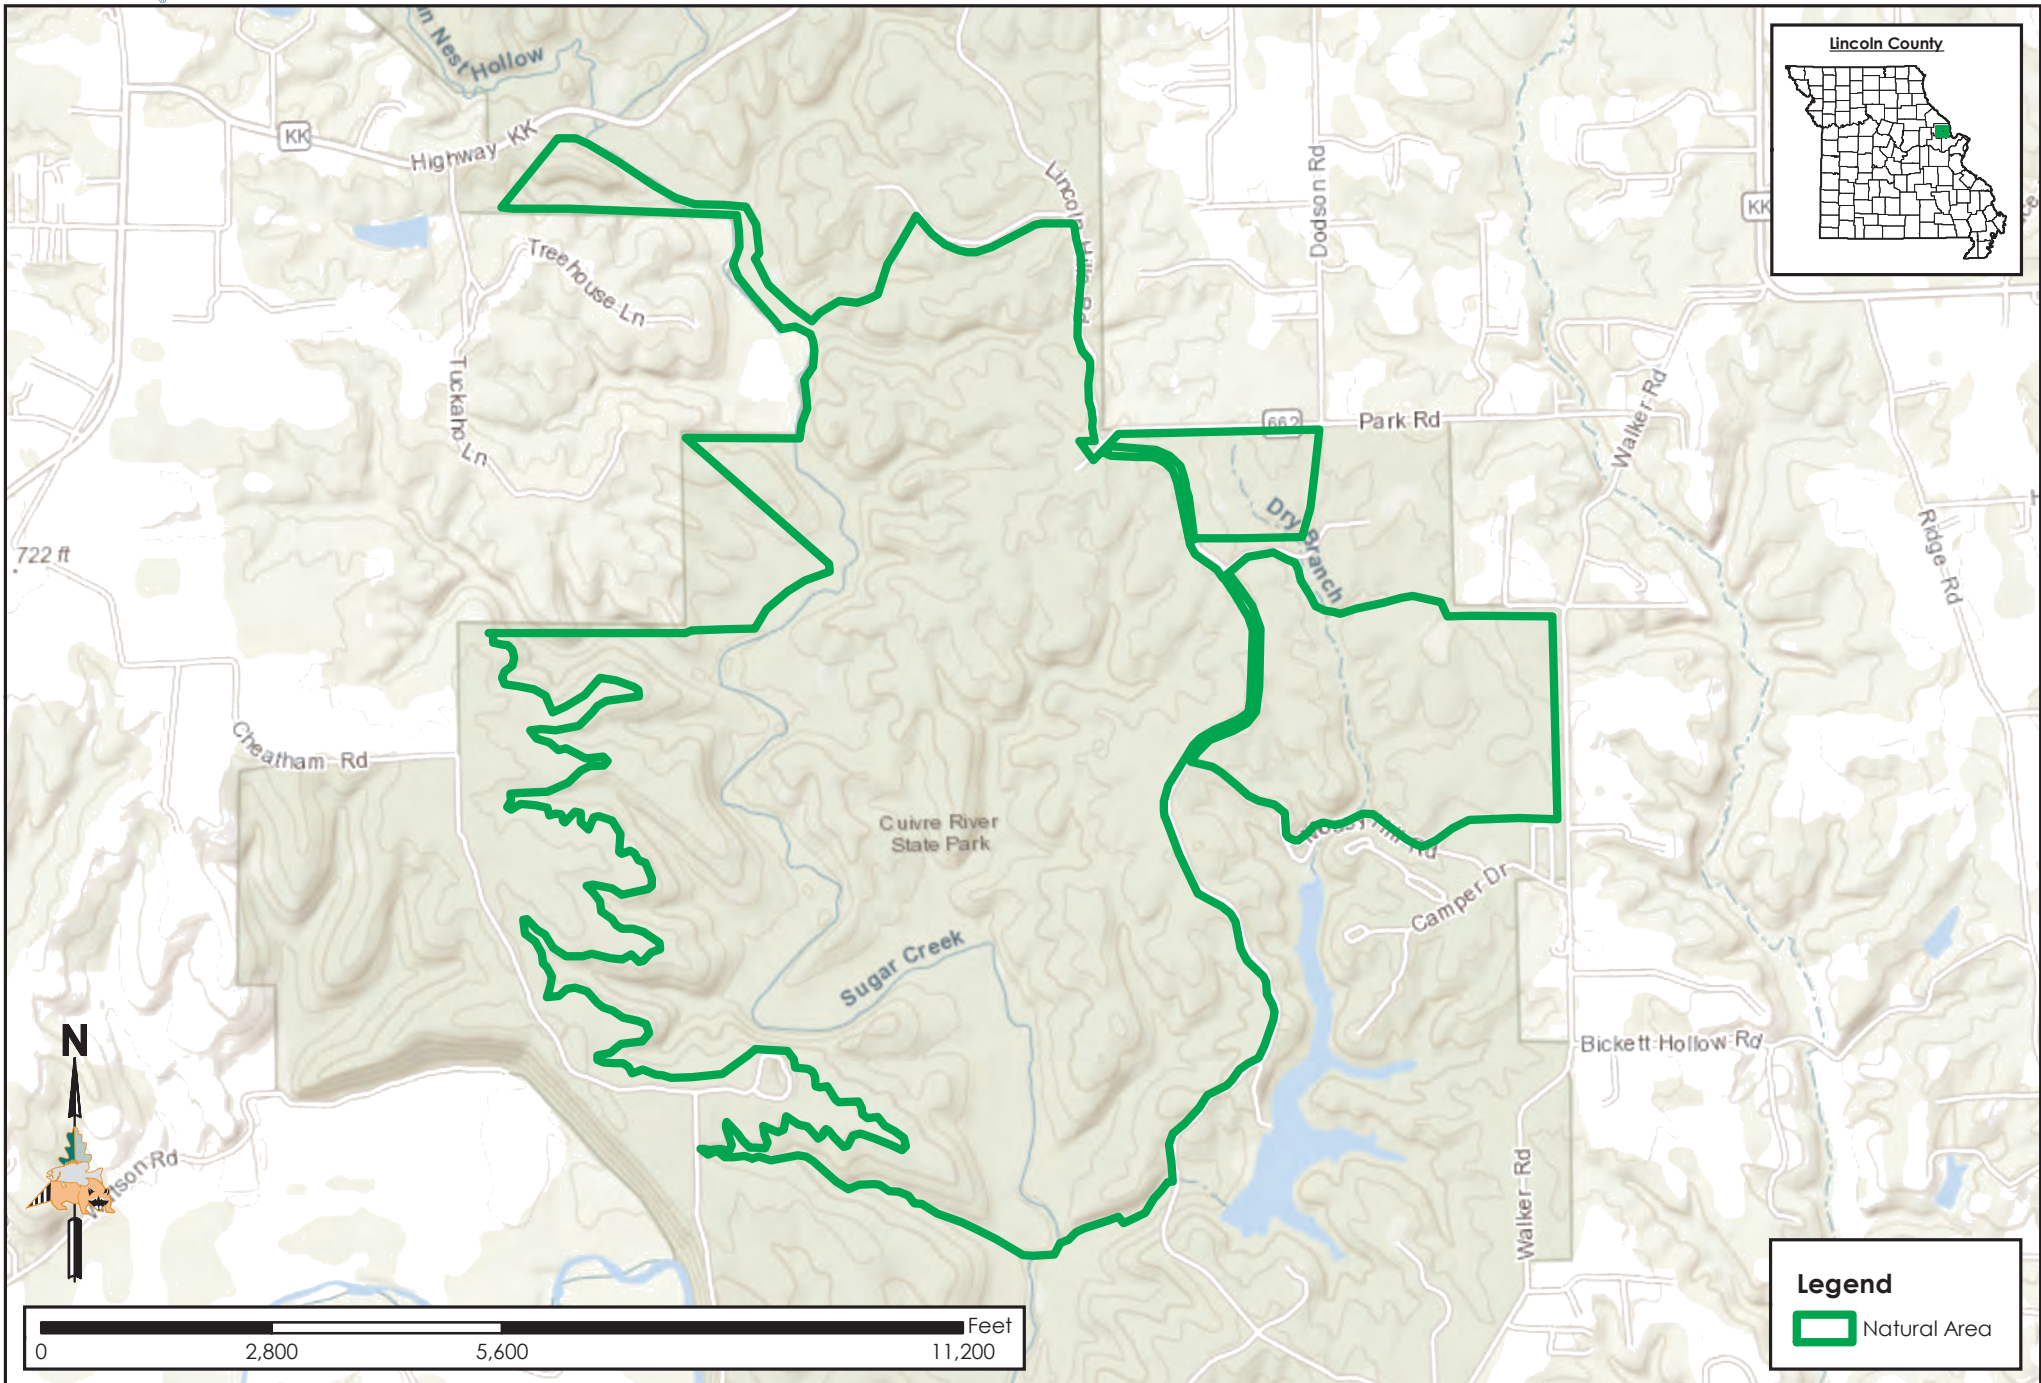 Nest Hollow
Lincoln County
KK
Highway KK
KK
Lincoln Hills Rd
Dodson Rd
Treehouse Ln
Tuckaho Ln
662
Park Rd
Walker Rd
Dry Branch
Ridge Rd
722 ft
Cheatham Rd
Cuivre River
State Park
Camper Dr
Sugar Creek
Bickett Hollow Rd
N
Walker Rd
Legend
Natural Area
Feet
0
2,800
5,600
11,200